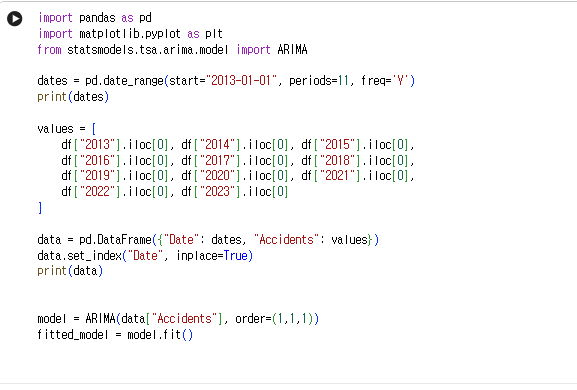 import pandas as pd
import matplotlib.pyplot as plt
from statsmodels.tsa.arima.model import ARIMA
dates = pd.date_range(start="2013-01-01", periods=11, freq='Y')
print(dates)
values = [
    df["2013"].iloc[0], df["2014"].iloc[0], df["2015"].iloc[0],
    df["2016"].iloc[0], df["2017"].iloc[0], df["2018"].iloc[0],
    df["2019"].iloc[0], df["2020"].iloc[0], df["2021"].iloc[0],
    df["2022"].iloc[0], df["2023"].iloc[0]
]
data = pd.DataFrame({"Date": dates, "Accidents": values})
data.set_index("Date", inplace=True)
print(data)
model = ARIMA(data["Accidents"], order=(1,1,1))
fitted_model = model.fit()